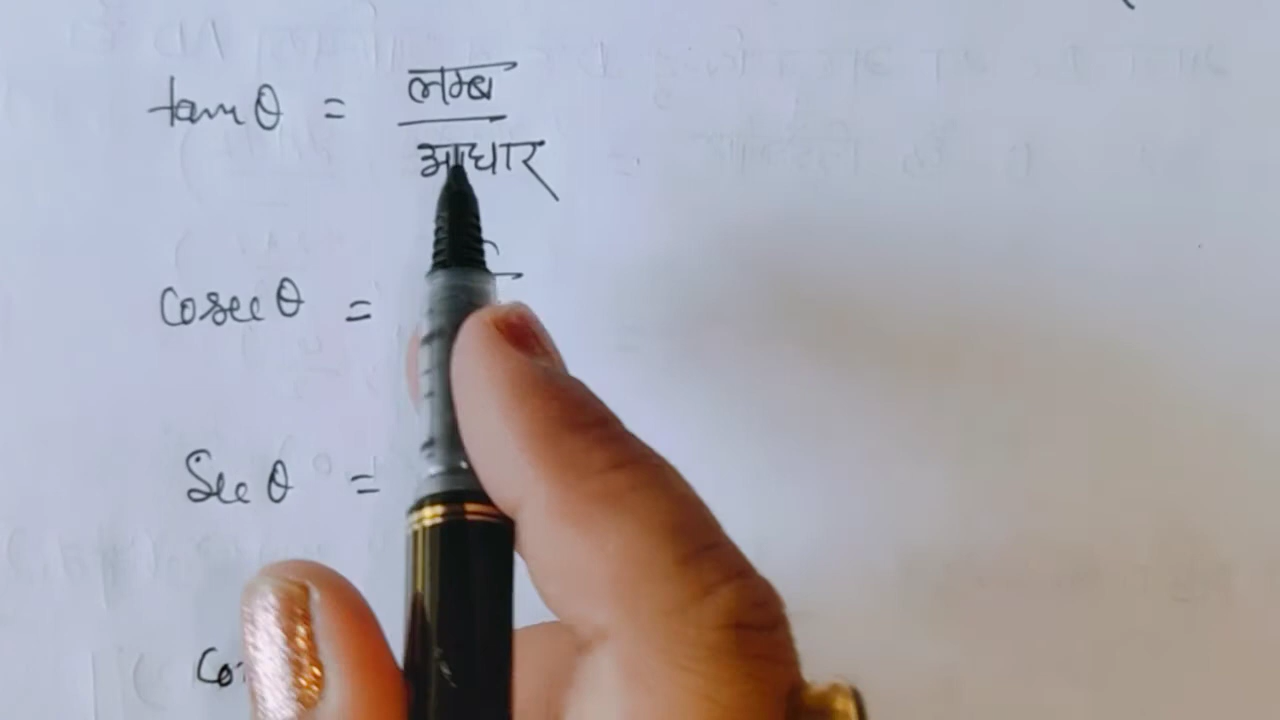 tan θ = लम्ब
आधार
cosec θ =
Sec θ =